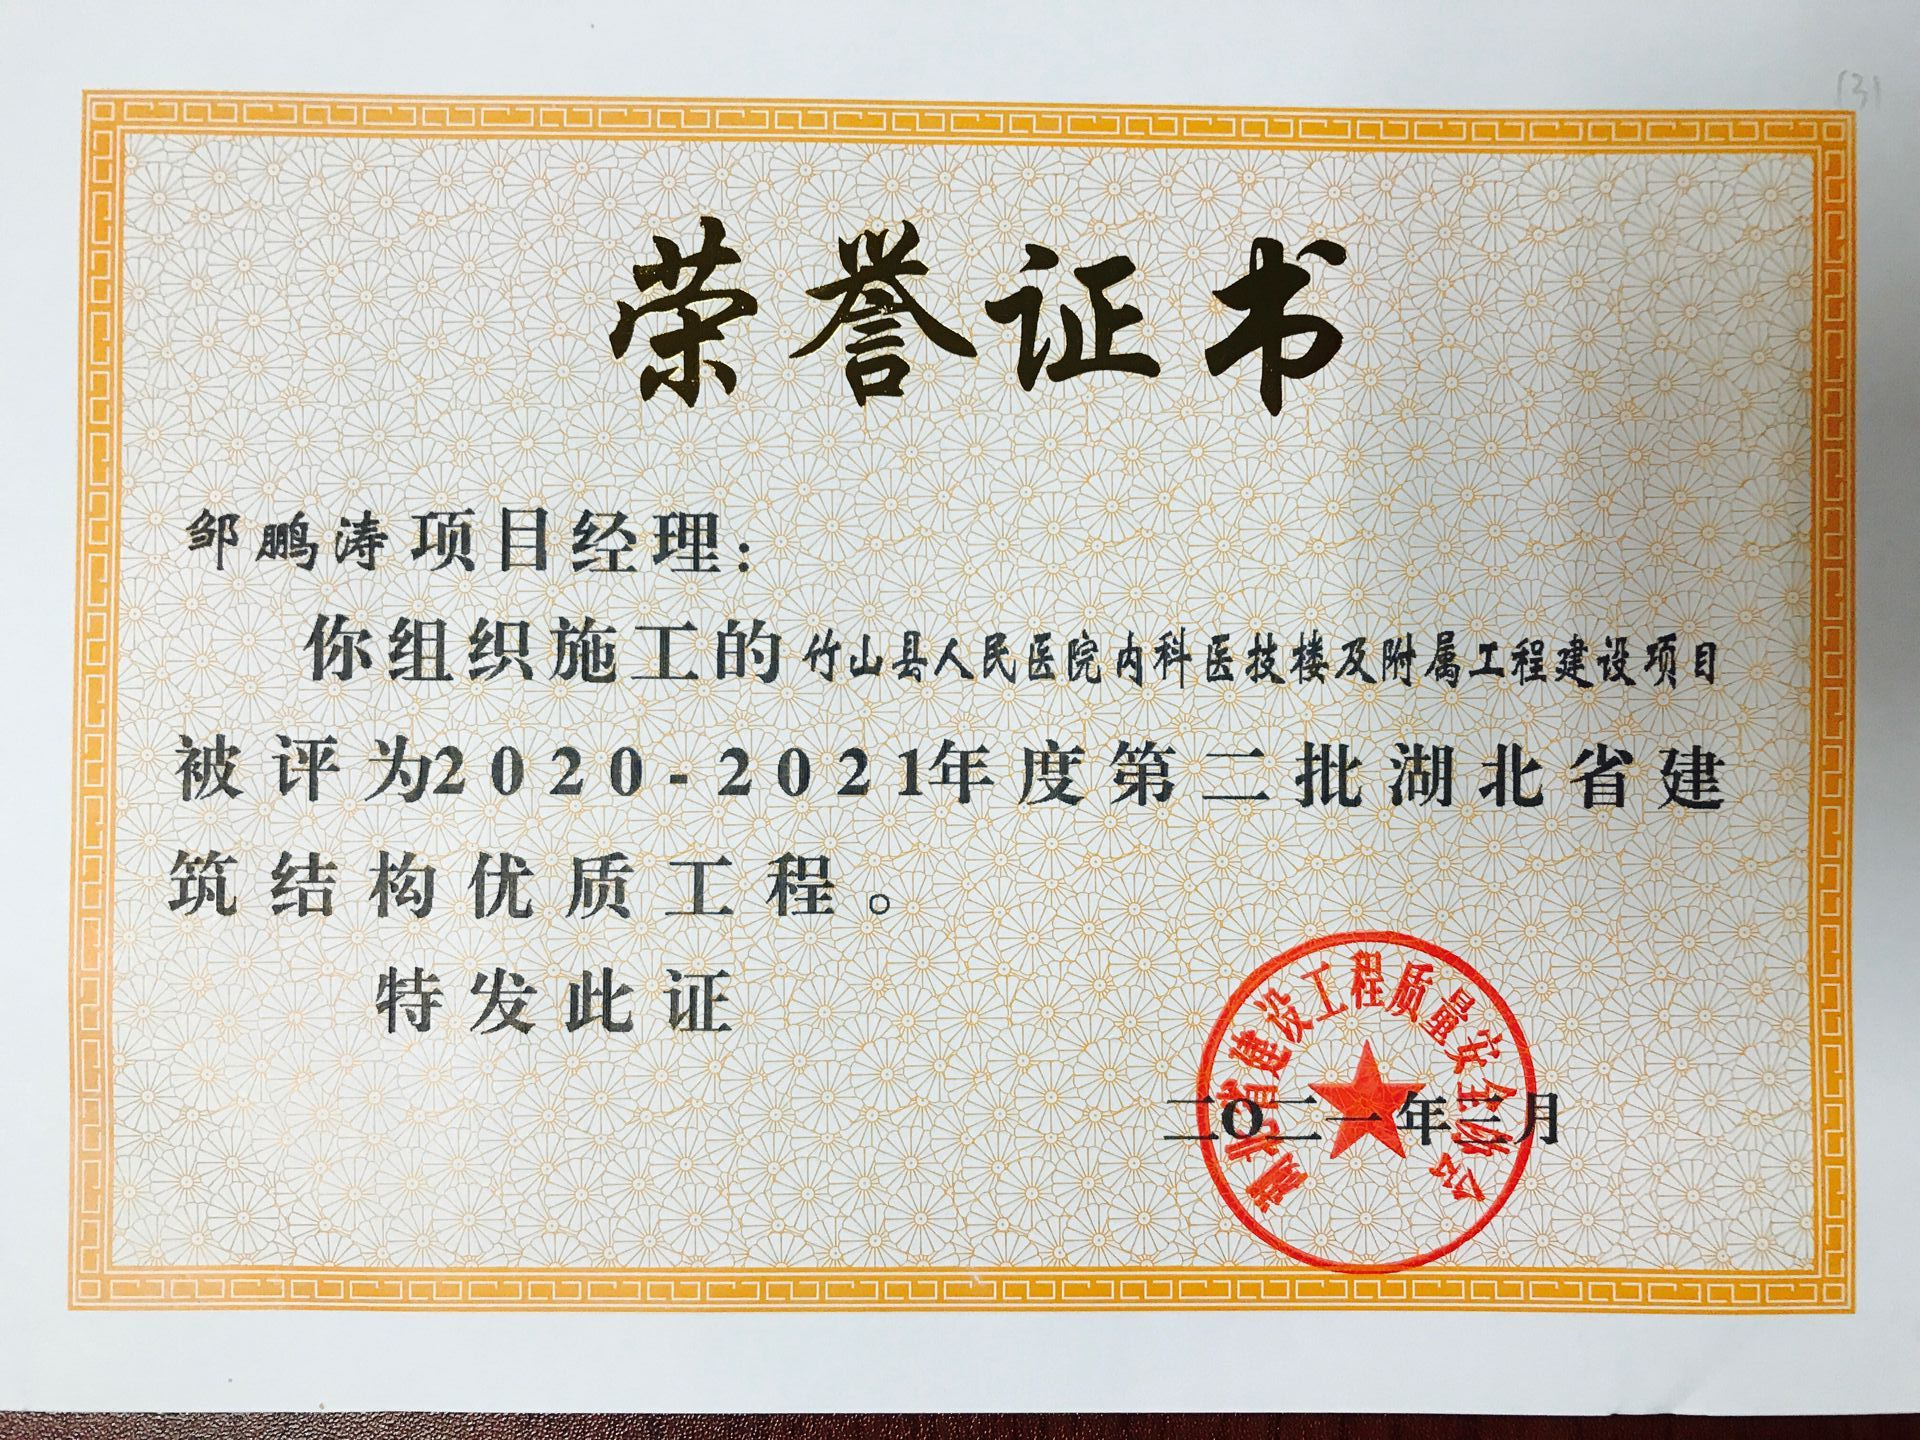 荣誉证书
邹鹏涛项目经理：
你组织施工的竹山县人民医院内科医技楼及附属工程建设项目
被评为2020-2021年度第二批湖北省建
筑结构优质工程。
特发此证
湖北省建设工程质量安全协会
二O二一年三月
(3)